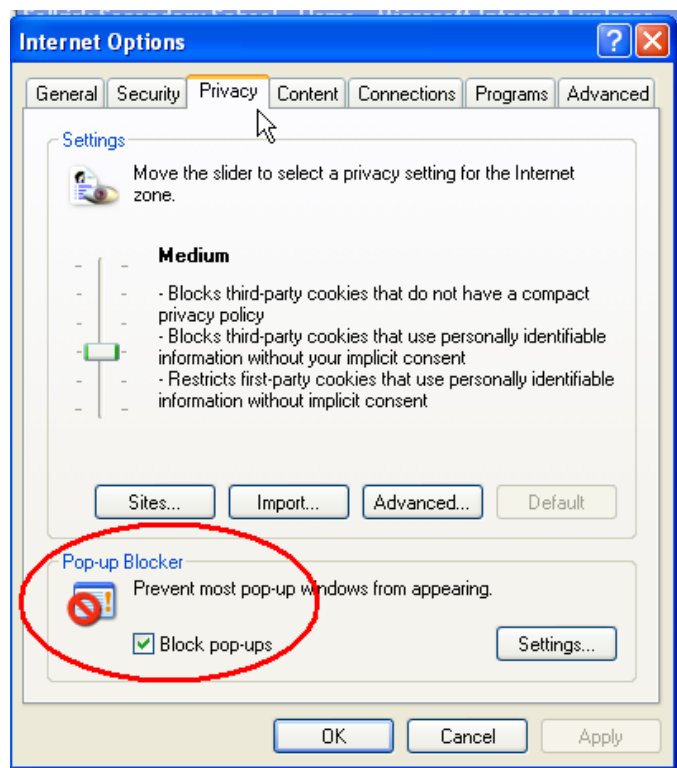 Internet Options
General Security Privacy Content Connections Programs Advanced
Settings
Move the slider to select a privacy setting for the Internet
zone.
Medium
- Blocks third-party cookies that do not have a compact
privacy policy
- Blocks third-party cookies that use personally identifiable
information without your implicit consent
- Restricts first-party cookies that use personally identifiable
information without implicit consent
Sites... Import... Advanced... Default
Pop-up Blocker
Prevent most pop-up windows from appearing.
Block pop-ups Settings...
OK Cancel Apply